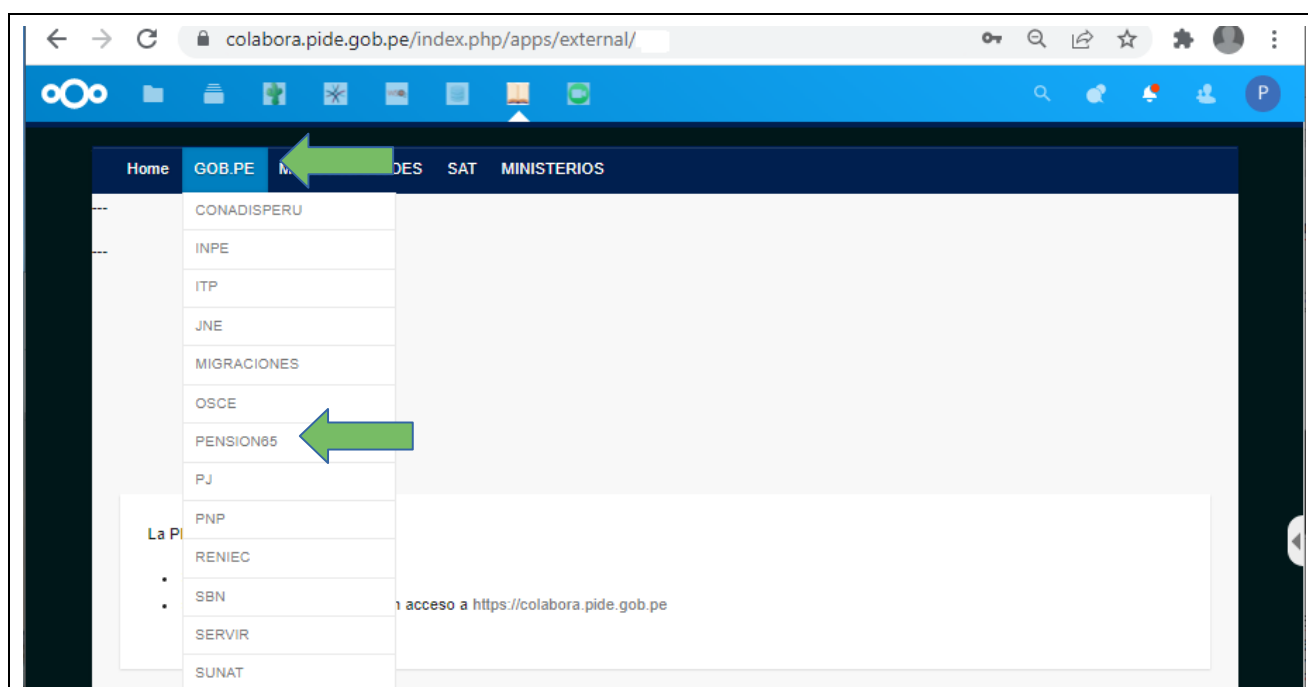 colabora.pide.gob.pe/index.php/apps/external/
P
Home GOB.PE DES SAT MINISTERIOS
---
CONADISPERU
---
INPE
ITP
JNE
MIGRACIONES
OSCE
PENSION65
PJ
PNP
La
RENIEC
SBN
acceso a https://colabora.pide.gob.pe
SERVIR
SUNAT